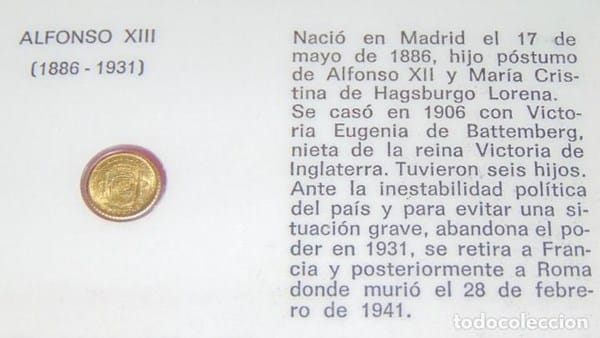 ALFONSO XIII
(1886 - 1931)
Nació en Madrid el 17 de
mayo de 1886, hijo póstumo
de Alfonso XII y María Cris-
tina de Hagsburgo Lorena.
Se casó en 1906 con Victo-
ria Eugenia de Battemberg,
nieta de la reina Victoria de
Inglaterra. Tuvieron seis hijos.
Ante la inestabilidad política
del país y para evitar una si-
tuación grave, abandona el po-
der en 1931, se retira a Fran-
cia y posteriormente a Roma
donde murió el 28 de febre-
ro de 1941.
todocoleccion